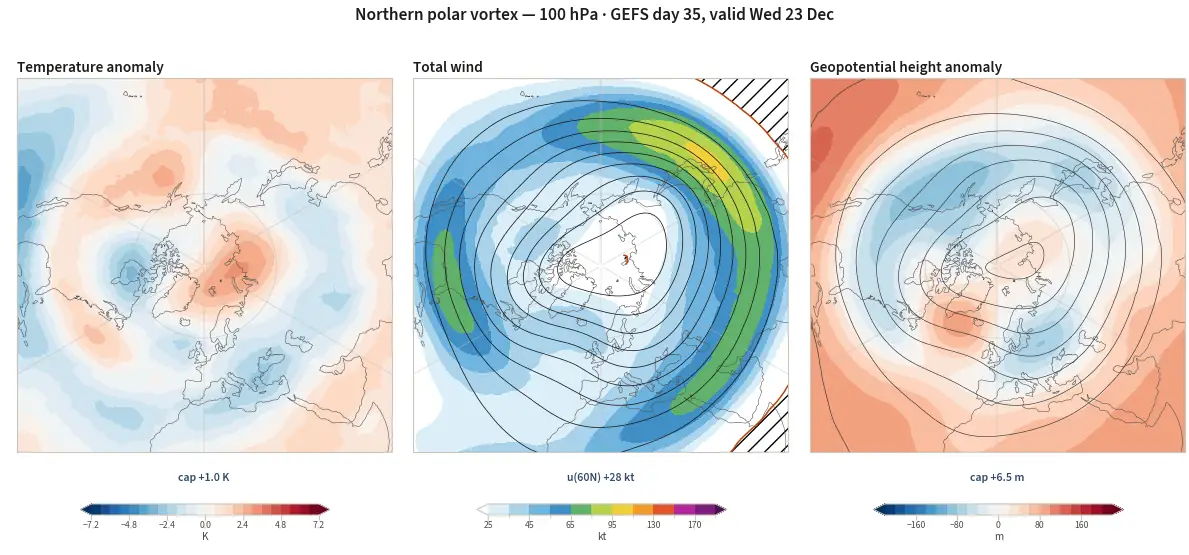 Northern polar vortex — 100 hPa · GEFS day 35, valid Wed 23 Dec
Temperature anomaly
Total wind
Geopotential height anomaly
cap +1.0 K
u(60N) +28 kt
cap +6.5 m
−7.2 −4.8 −2.4 0.0 2.4 4.8 7.2
K
25 45 65 95 130 170
kt
−160 −80 0 80 160
m